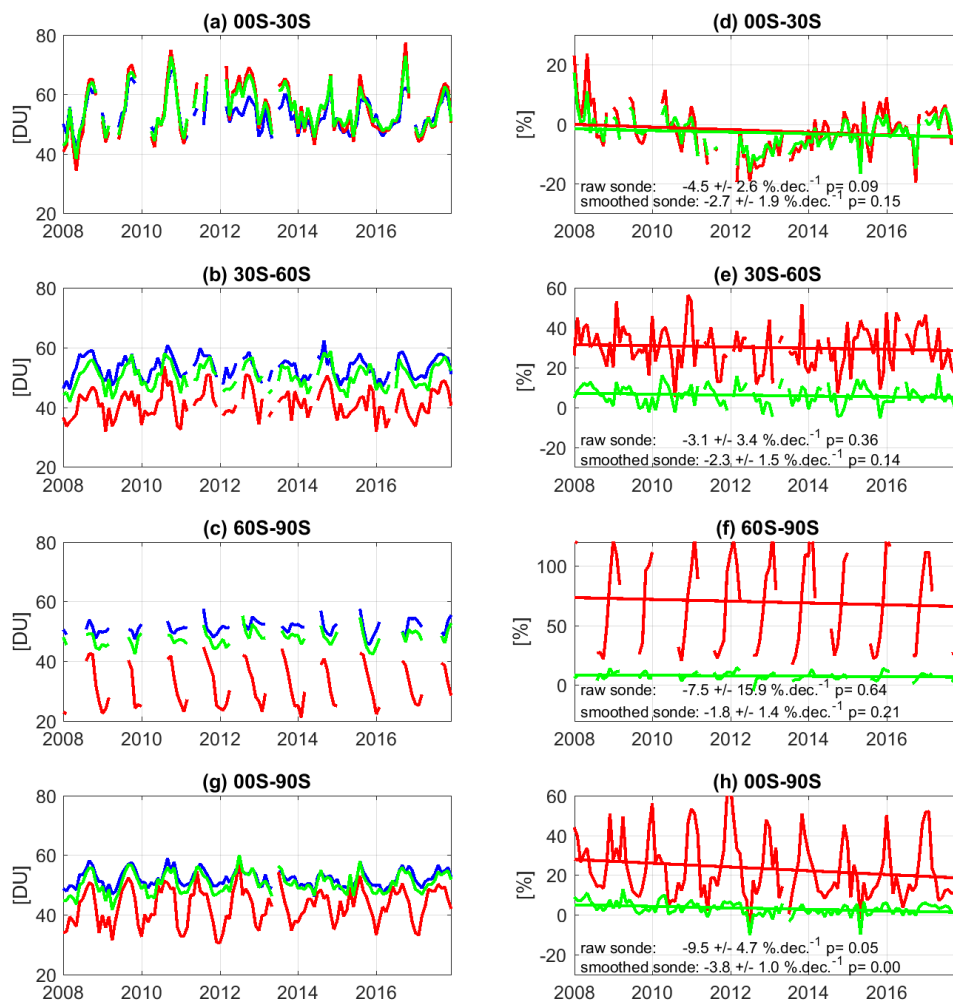 (a) 00S-30S
[DU]
80
60
40
20
2008 2010 2012 2014 2016
(d) 00S-30S
[%]
20
0
-20
raw sonde: -4.5 +/- 2.6 %.dec.⁻¹ p= 0.09
smoothed sonde: -2.7 +/- 1.9 %.dec.⁻¹ p= 0.15
2008 2010 2012 2014 2016
(b) 30S-60S
[DU]
80
60
40
20
2008 2010 2012 2014 2016
(e) 30S-60S
[%]
60
40
20
0
-20
raw sonde: -3.1 +/- 3.4 %.dec.⁻¹ p= 0.36
smoothed sonde: -2.3 +/- 1.5 %.dec.⁻¹ p= 0.14
2008 2010 2012 2014 2016
(c) 60S-90S
[DU]
80
60
40
20
2008 2010 2012 2014 2016
(f) 60S-90S
[%]
100
50
0
raw sonde: -7.5 +/- 15.9 %.dec.⁻¹ p= 0.64
smoothed sonde: -1.8 +/- 1.4 %.dec.⁻¹ p= 0.21
2008 2010 2012 2014 2016
(g) 00S-90S
[DU]
80
60
40
20
2008 2010 2012 2014 2016
(h) 00S-90S
[%]
60
40
20
0
-20
raw sonde: -9.5 +/- 4.7 %.dec.⁻¹ p= 0.05
smoothed sonde: -3.8 +/- 1.0 %.dec.⁻¹ p= 0.00
2008 2010 2012 2014 2016